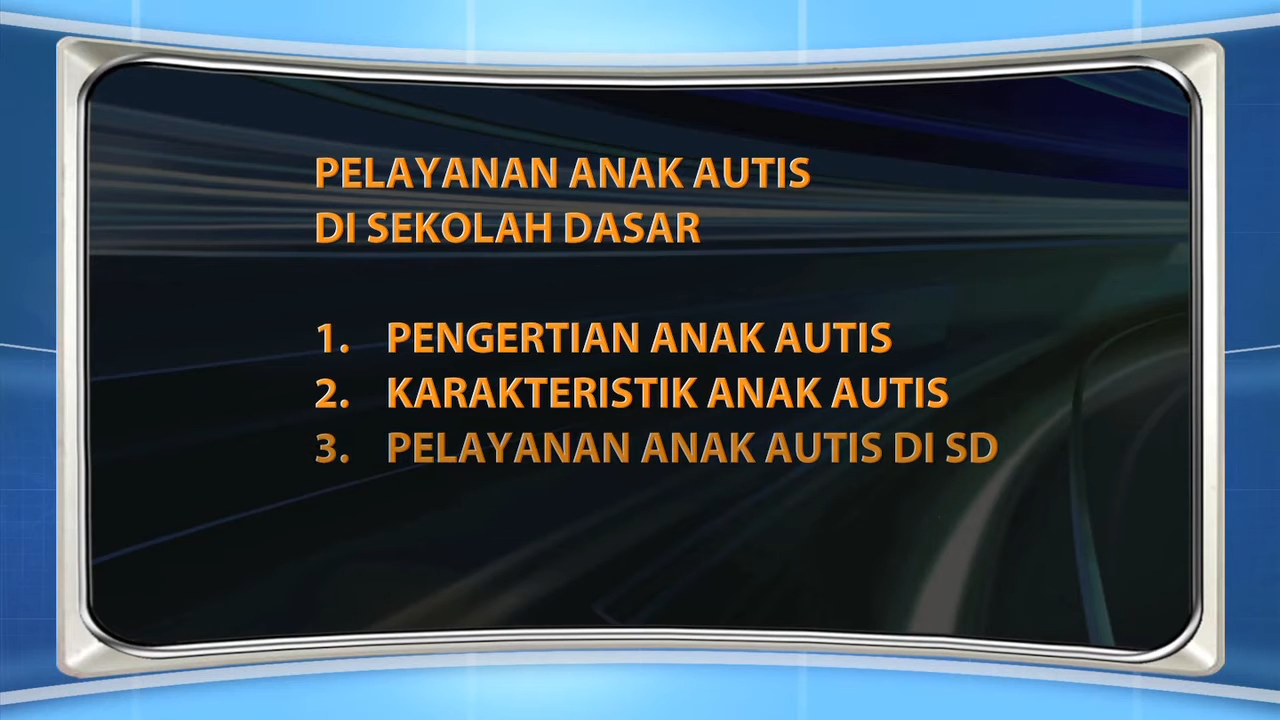 PELAYANAN ANAK AUTIS
DI SEKOLAH DASAR
1. PENGERTIAN ANAK AUTIS
2. KARAKTERISTIK ANAK AUTIS
3. PELAYANAN ANAK AUTIS DI SD